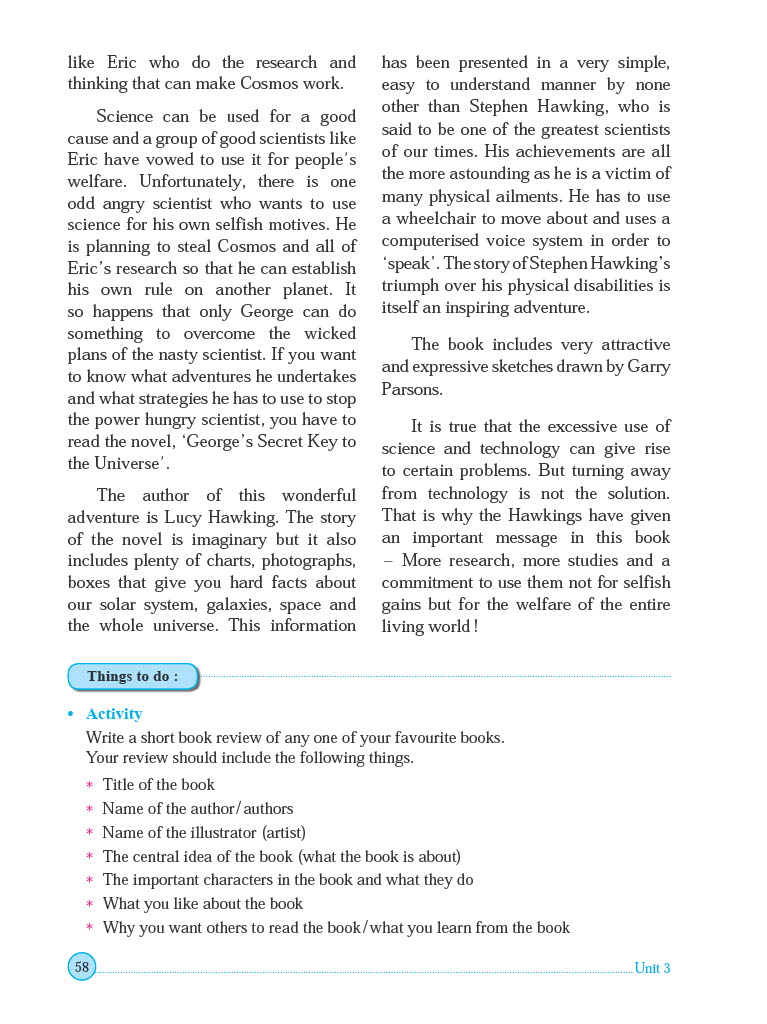 like Eric who do the research and
thinking that can make Cosmos work.
Science can be used for a good
cause and a group of good scientists like
Eric have vowed to use it for people's
welfare. Unfortunately, there is one
odd angry scientist who wants to use
science for his own selfish motives. He
is planning to steal Cosmos and all of
Eric's research so that he can establish
his own rule on another planet. It
so happens that only George can do
something to overcome the wicked
plans of the nasty scientist. If you want
to know what adventures he undertakes
and what strategies he has to use to stop
the power hungry scientist, you have to
read the novel, 'George's Secret Key to
the Universe'.
The author of this wonderful
adventure is Lucy Hawking. The story
of the novel is imaginary but it also
includes plenty of charts, photographs,
boxes that give you hard facts about
our solar system, galaxies, space and
the whole universe. This information
has been presented in a very simple,
easy to understand manner by none
other than Stephen Hawking, who is
said to be one of the greatest scientists
of our times. His achievements are all
the more astounding as he is a victim of
many physical ailments. He has to use
a wheelchair to move about and uses a
computerised voice system in order to
'speak'. The story of Stephen Hawking's
triumph over his physical disabilities is
itself an inspiring adventure.
The book includes very attractive
and expressive sketches drawn by Garry
Parsons.
It is true that the excessive use of
science and technology can give rise
to certain problems. But turning away
from technology is not the solution.
That is why the Hawkings have given
an important message in this book
– More research, more studies and a
commitment to use them not for selfish
gains but for the welfare of the entire
living world !
Things to do :
• Activity
Write a short book review of any one of your favourite books.
Your review should include the following things.
* Title of the book
* Name of the author/authors
* Name of the illustrator (artist)
* The central idea of the book (what the book is about)
* The important characters in the book and what they do
* What you like about the book
* Why you want others to read the book/what you learn from the book
58
Unit 3